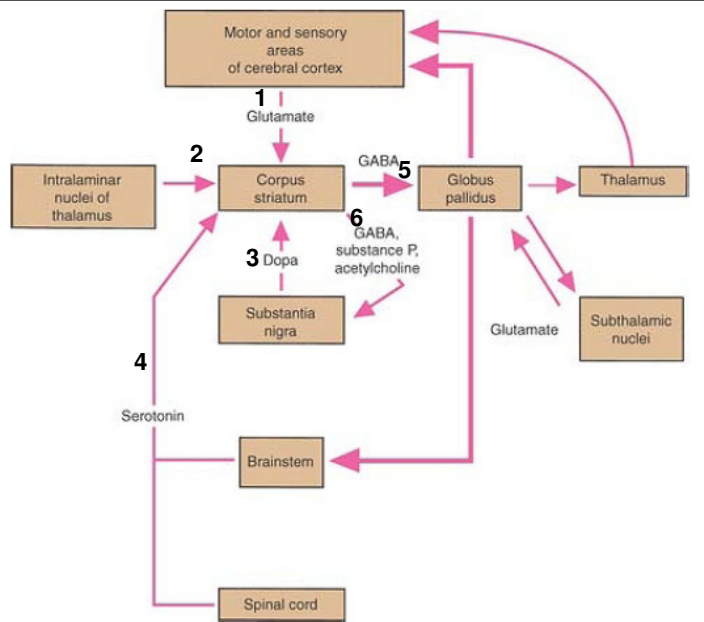 Motor and sensory
areas
of cerebral cortex
1
Glutamate
2
Intralaminar
nuclei of
thalamus
Corpus
striatum
GABA
5
Globus
pallidus
Thalamus
6
GABA,
substance P,
acetylcholine
3 Dopa
Substantia
nigra
Glutamate
Subthalamic
nuclei
4
Serotonin
Brainstem
Spinal cord